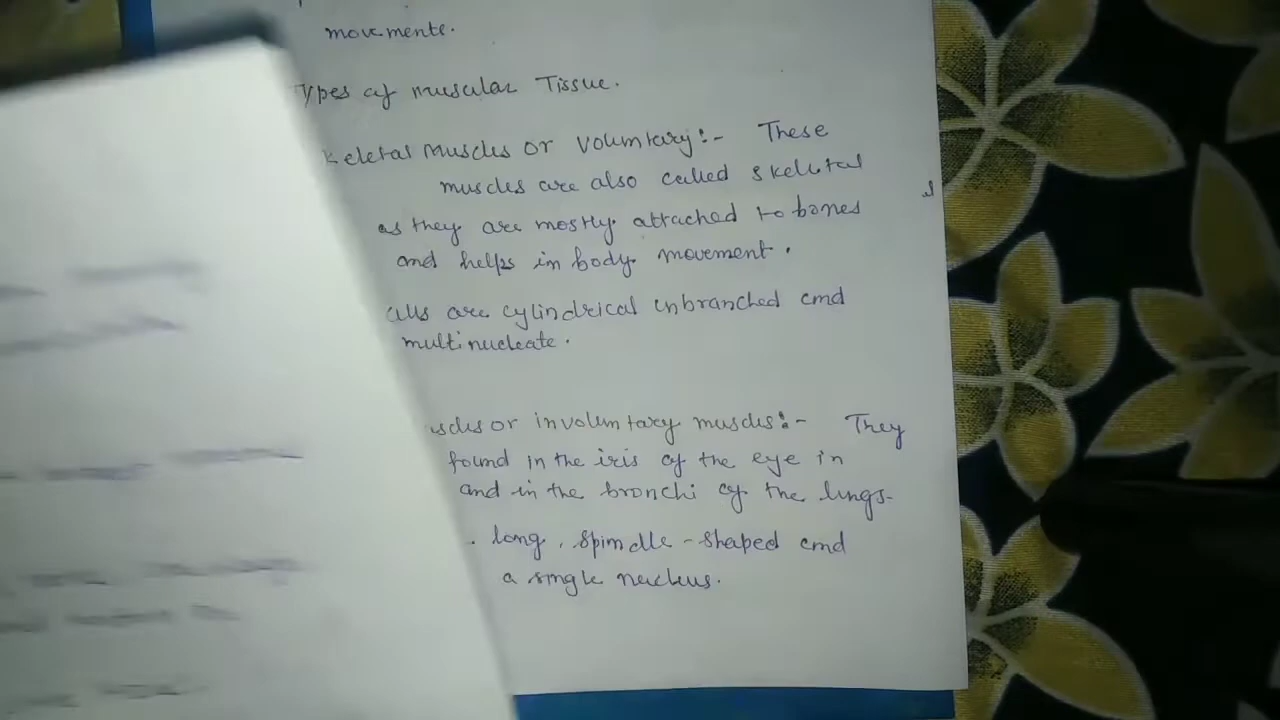 movements.
ypes of muscular Tissue.
keletal Muscles or voluntary:- These
muscles are also called skeletal
as they are mostly attached to bones
and helps in body movement.
cells are cylindrical unbranched and
multinucleate.
uscles or involuntary muscles:- They
found in the iris of the eye in
and in the bronchi of the lungs.
long, spindle-shaped and
a single nucleus.